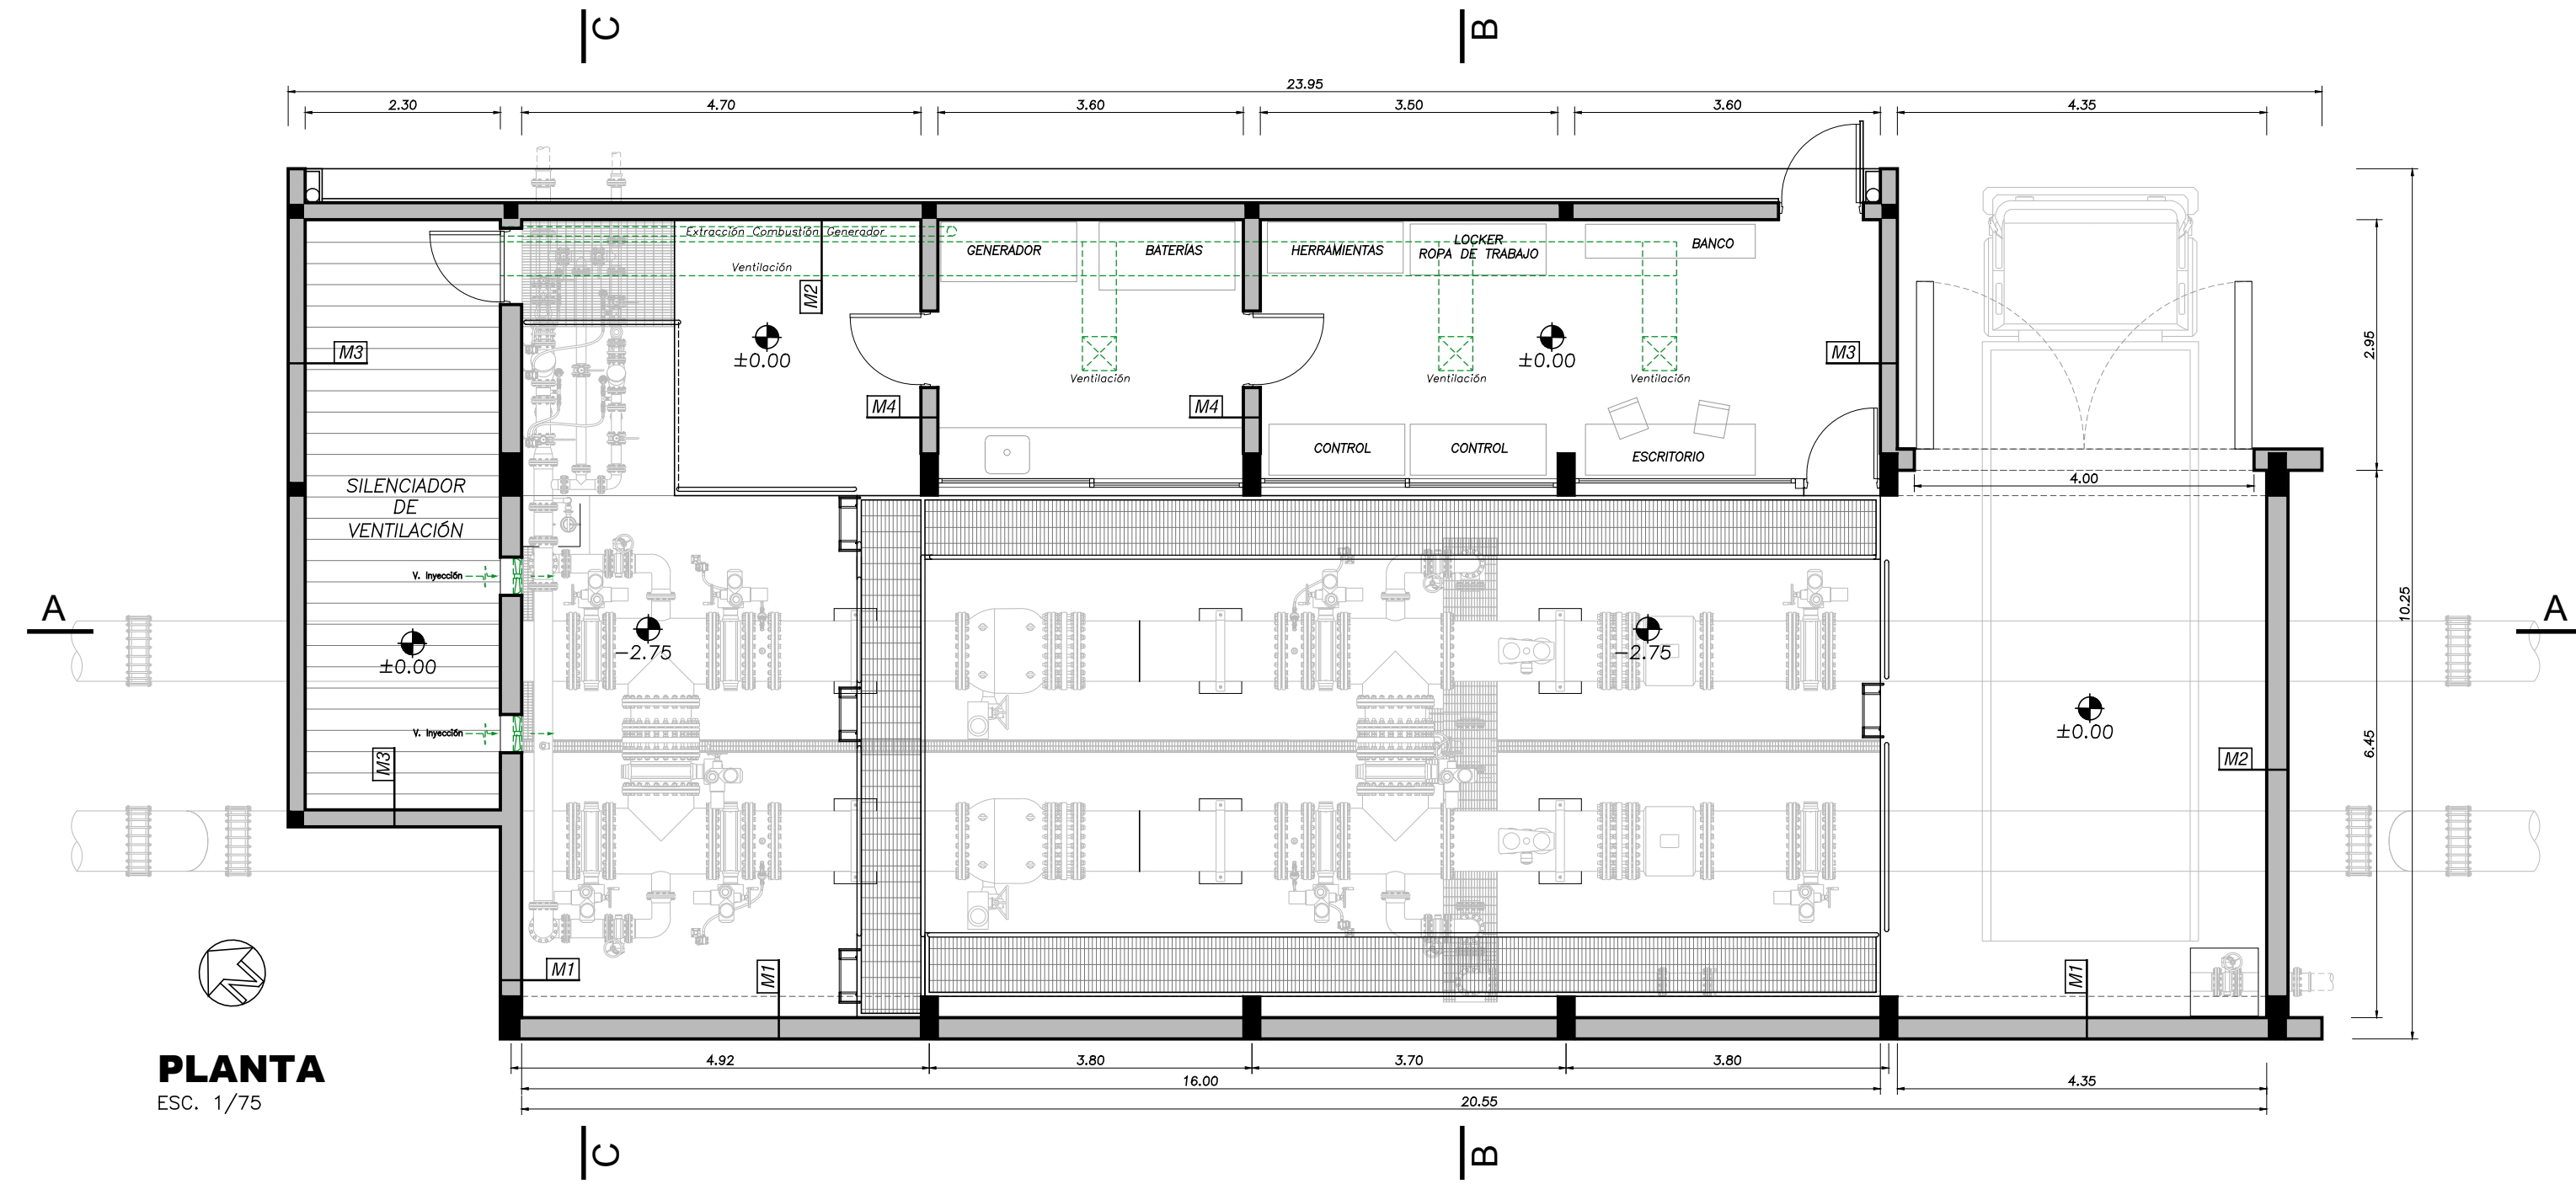 C B
23.95
2.30 4.70 3.60 3.50 3.60 4.35
Extracción Combustión Generador
Ventilación
GENERADOR BATERÍAS HERRAMIENTAS LOCKER
ROPA DE TRABAJO BANCO
M2
±0.00 ±0.00
M3 M3
2.95
Ventilación Ventilación Ventilación
M4 M4
CONTROL CONTROL ESCRITORIO
4.00
SILENCIADOR
DE
VENTILACIÓN
V. Inyección
A A
10.25
-2.75 -2.75
±0.00
±0.00
V. Inyección
6.45
M3
M2
M1 M1 M1
N
PLANTA
ESC. 1/75
4.92 3.80 3.70 3.80
16.00 4.35
20.55
C B